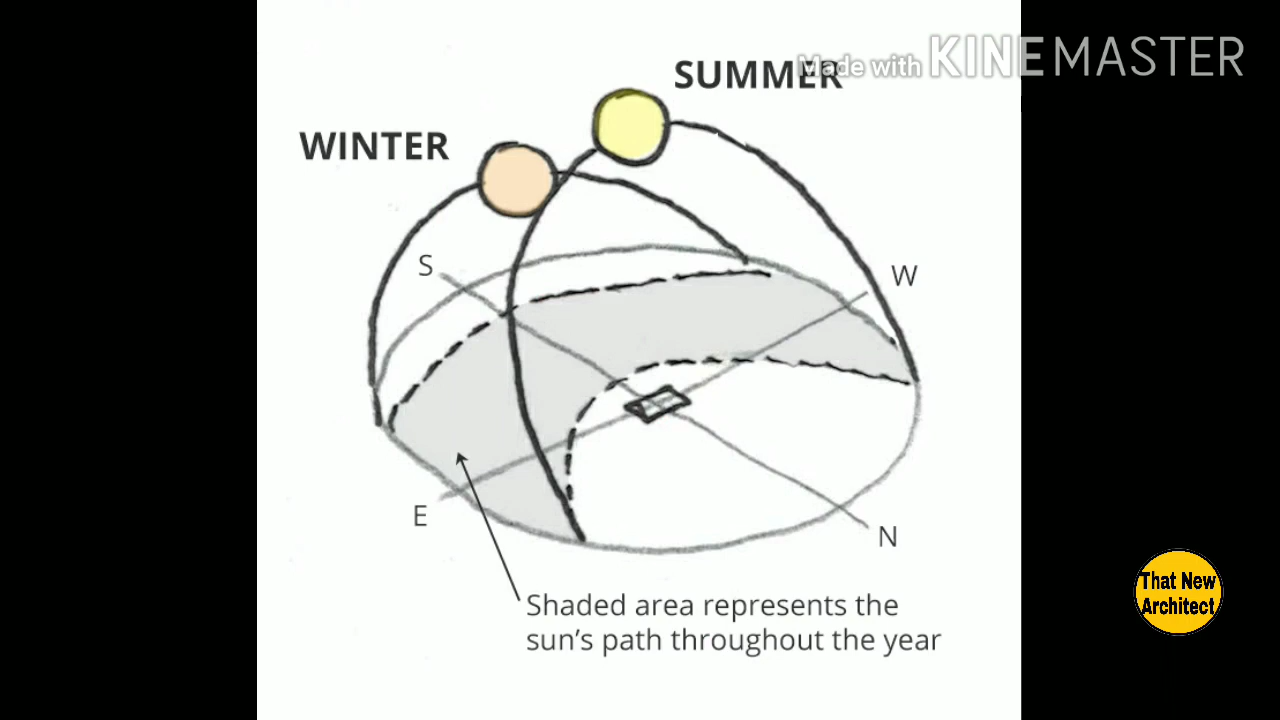 Made with KINEMASTER
SUMMER
WINTER
S
W
E
N
That New
Architect
Shaded area represents the
sun's path throughout the year